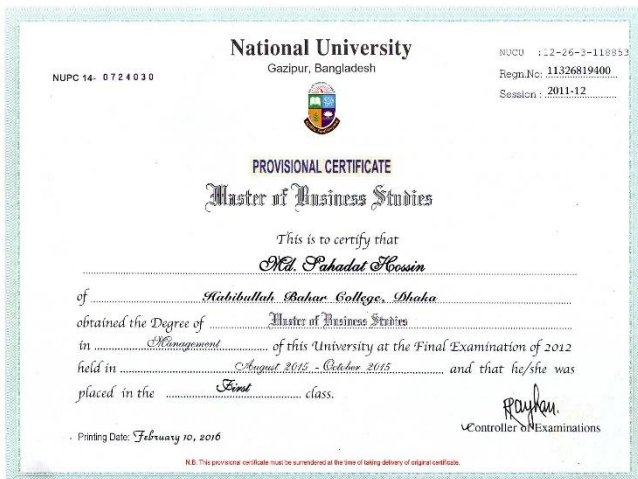 National University
Gazipur, Bangladesh
NUPC 14- 0724030
NUCU :12-26-3-118853
Regn.No: 11326819400
Session : 2011-12
PROVISIONAL CERTIFICATE
Master of Business Studies
This is to certify that
Md. Sahadat Hossin
of Habibullah Bahar College, Dhaka
obtained the Degree of Master of Business Studies
in Management of this University at the Final Examination of 2012
held in August 2015 - October 2015 and that he/she was
placed in the First class.
Controller of Examinations
Printing Date: February 10, 2016
N.B. This provisional certificate must be surrendered at the time of taking delivery of original certificate.